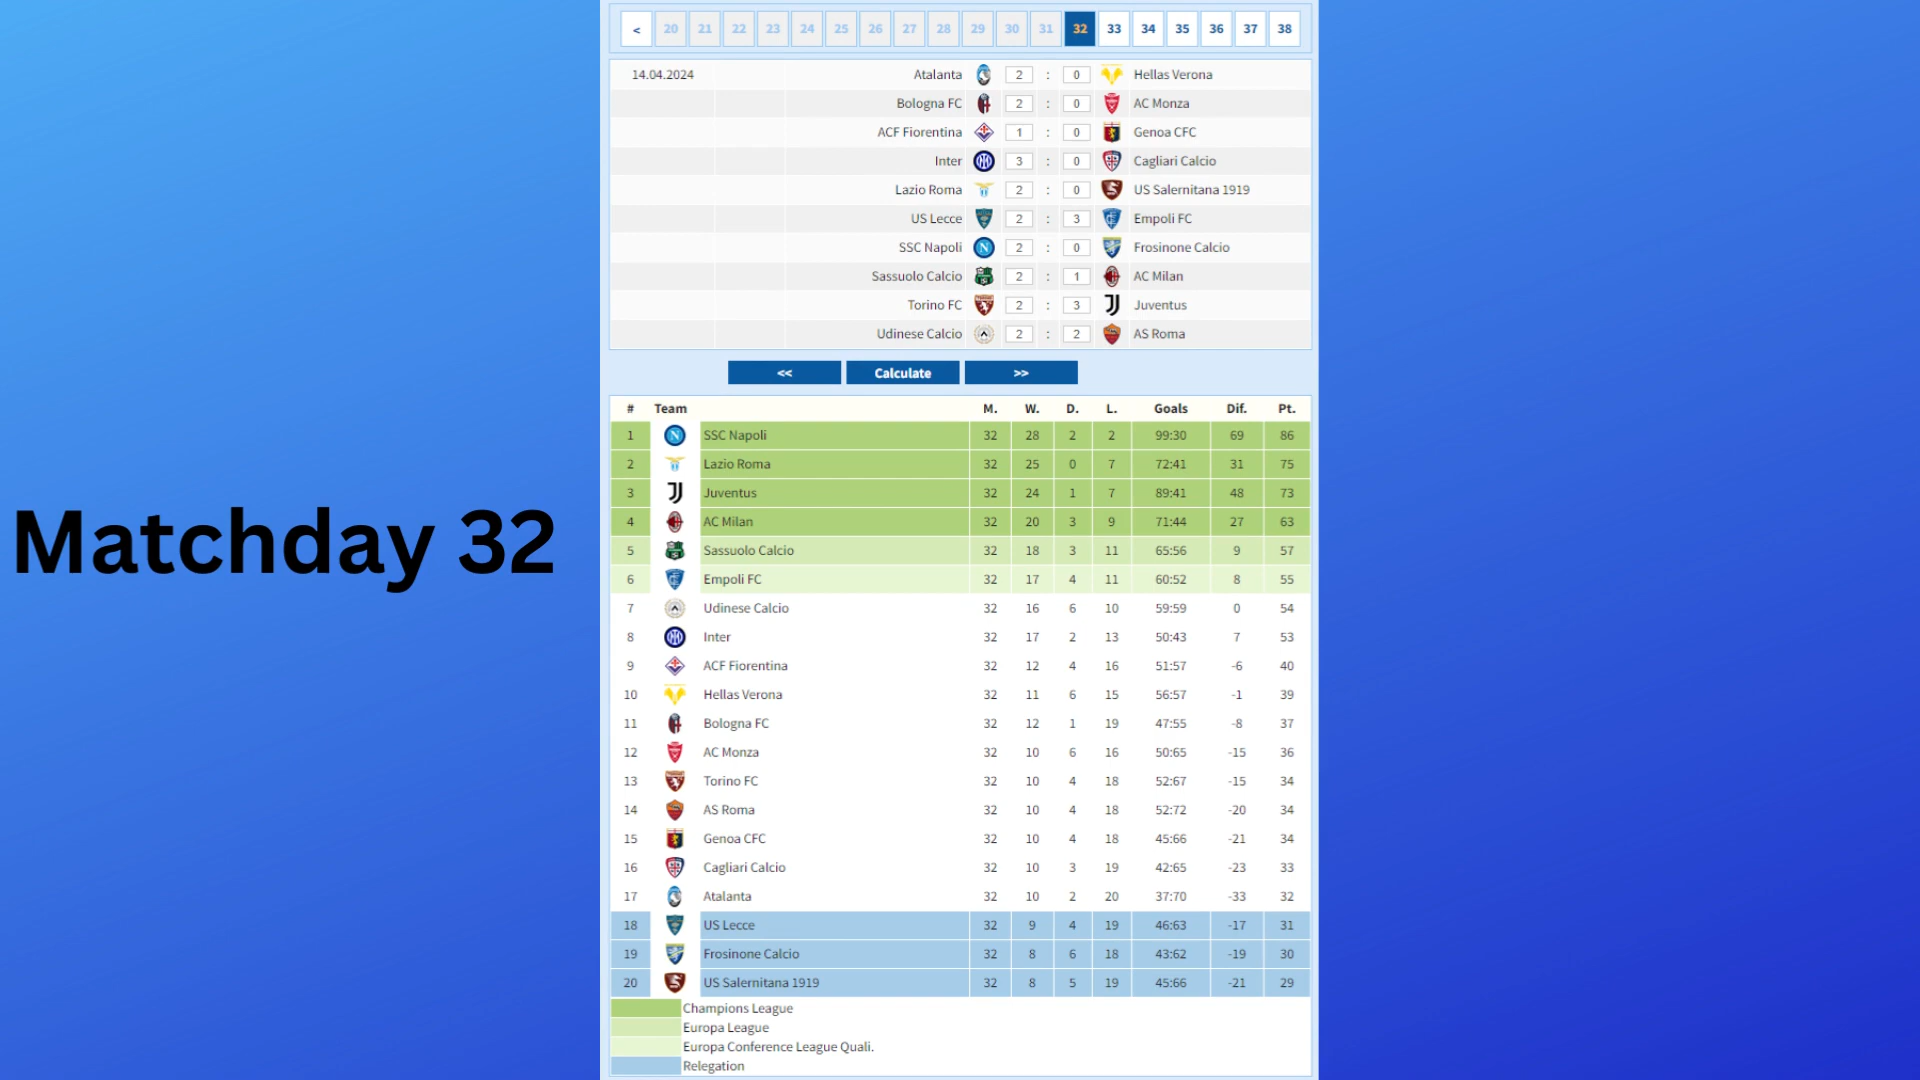 < 20 21 22 23 24 25 26 27 28 29 30 31 32 33 34 35 36 37 38
14.04.2024 Atalanta 2 : 0 Hellas Verona
Bologna FC 2 : 0 AC Monza
ACF Fiorentina 1 : 0 Genoa CFC
Inter 3 : 0 Cagliari Calcio
Lazio Roma 2 : 0 US Salernitana 1919
US Lecce 2 : 3 Empoli FC
SSC Napoli 2 : 0 Frosinone Calcio
Sassuolo Calcio 2 : 1 AC Milan
Torino FC 2 : 3 Juventus
Udinese Calcio 2 : 2 AS Roma
<< Calculate >>
# Team M. W. D. L. Goals Dif. Pt.
1 SSC Napoli 32 28 2 2 99:30 69 86
2 Lazio Roma 32 25 0 7 72:41 31 75
3 Juventus 32 24 1 7 89:41 48 73
4 AC Milan 32 20 3 9 71:44 27 63
5 Sassuolo Calcio 32 18 3 11 65:56 9 57
6 Empoli FC 32 17 4 11 60:52 8 55
7 Udinese Calcio 32 16 6 10 59:59 0 54
8 Inter 32 17 2 13 50:43 7 53
9 ACF Fiorentina 32 12 4 16 51:57 -6 40
10 Hellas Verona 32 11 6 15 56:57 -1 39
11 Bologna FC 32 12 1 19 47:55 -8 37
12 AC Monza 32 10 6 16 50:65 -15 36
13 Torino FC 32 10 4 18 52:67 -15 34
14 AS Roma 32 10 4 18 52:72 -20 34
15 Genoa CFC 32 10 4 18 45:66 -21 34
16 Cagliari Calcio 32 10 3 19 42:65 -23 33
17 Atalanta 32 10 2 20 37:70 -33 32
18 US Lecce 32 9 4 19 46:63 -17 31
19 Frosinone Calcio 32 8 6 18 43:62 -19 30
20 US Salernitana 1919 32 8 5 19 45:66 -21 29
Champions League
Europa League
Europa Conference League Quali.
Relegation
Matchday 32